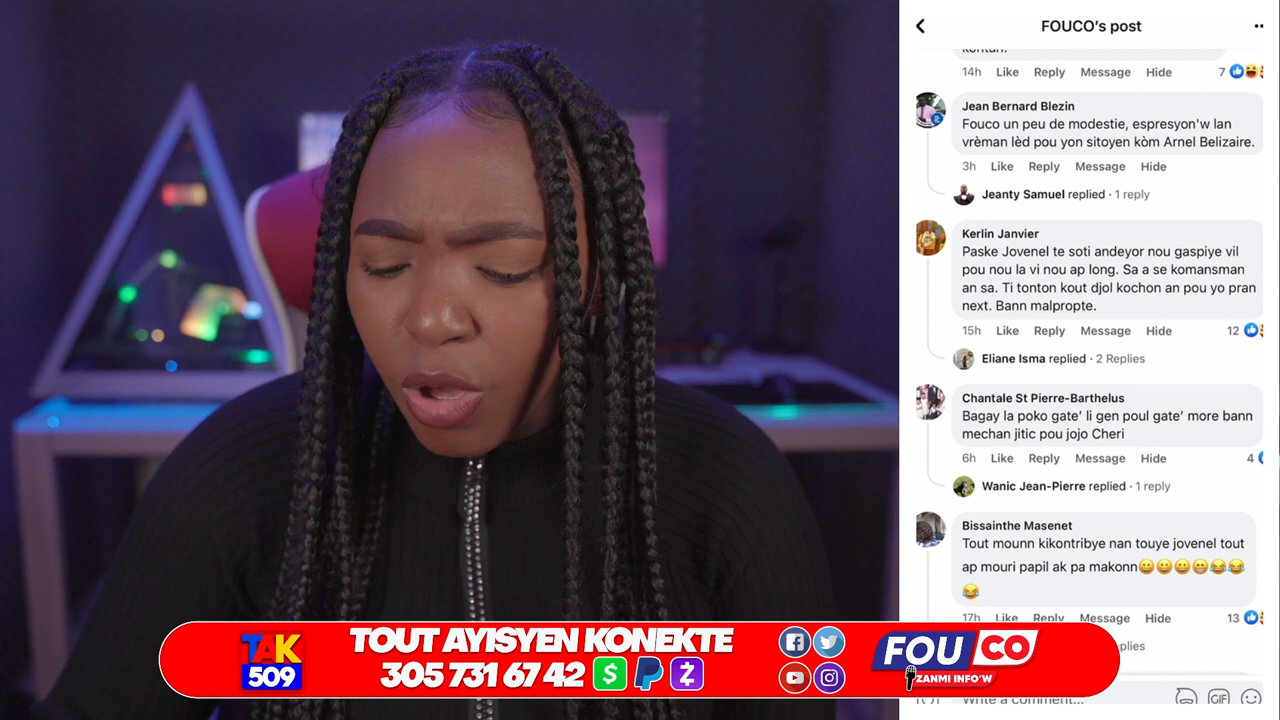 FOUCO's post
kontan.
14h Like Reply Message Hide 7
Jean Bernard Blezin
Fouco un peu de modestie, espresyon'w lan
vrèman lèd pou yon sitoyen kòm Arnel Belizaire.
3h Like Reply Message Hide
Jeanty Samuel replied · 1 reply
Kerlin Janvier
Paske Jovenel te soti andeyor nou gaspiye vil
pou nou la vi nou ap long. Sa a se komansman
an sa. Ti tonton kout djol kochon an pou yo pran
next. Bann malpropte.
15h Like Reply Message Hide 12
Eliane Isma replied · 2 Replies
Chantale St Pierre-Barthelus
Bagay la poko gate' li gen poul gate' more bann
mechan jitic pou jojo Cheri
6h Like Reply Message Hide 4
Wanic Jean-Pierre replied · 1 reply
Bissainthe Masenet
Tout mounn kikontribye nan touye jovenel tout
ap mouri papil ak pa makonn😀😀😀😀😂😂
😂
17h Like Reply Message Hide 13
plies
Write a comment...
GIF
TAK
509
TOUT AYISYEN KONEKTE
305 731 67 42
FOUCO
ZANMI INFO'W